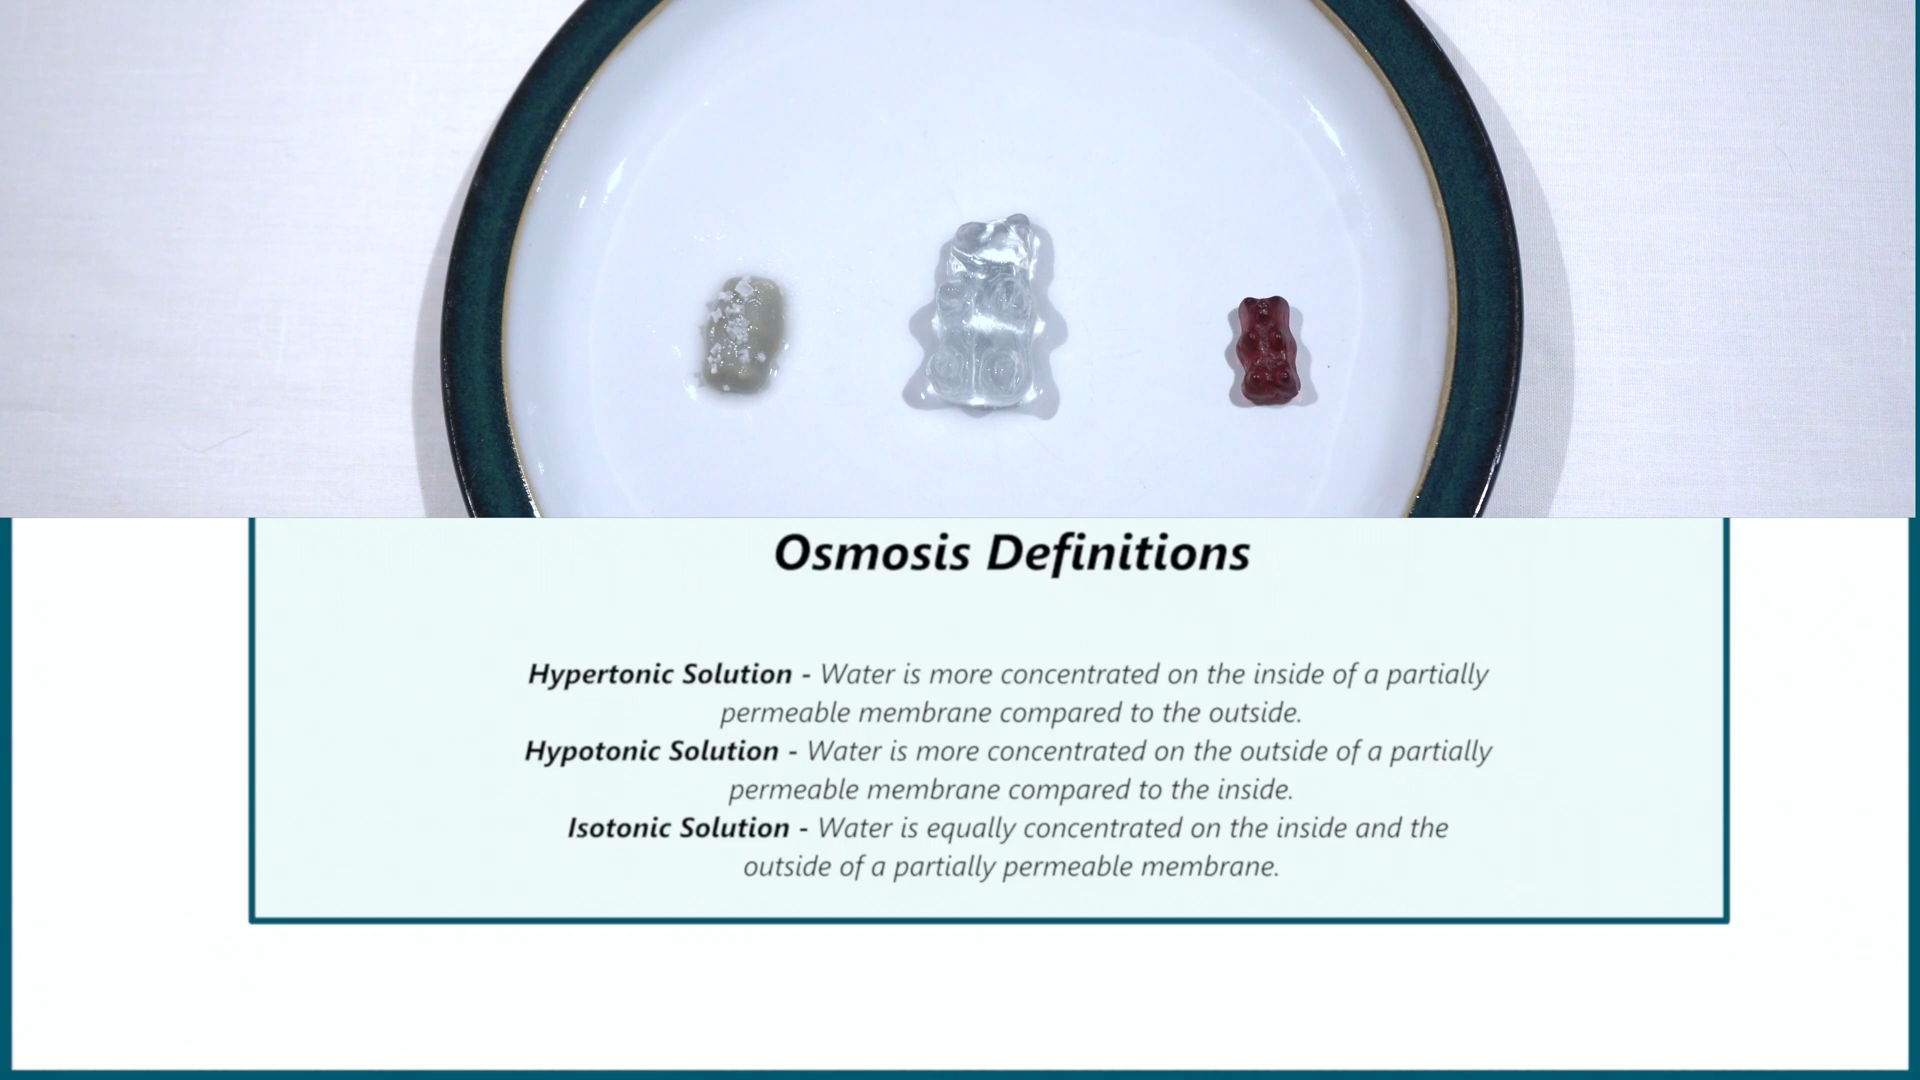 Osmosis Definitions
Hypertonic Solution - Water is more concentrated on the inside of a partially
permeable membrane compared to the outside.
Hypotonic Solution - Water is more concentrated on the outside of a partially
permeable membrane compared to the inside.
Isotonic Solution - Water is equally concentrated on the inside and the
outside of a partially permeable membrane.